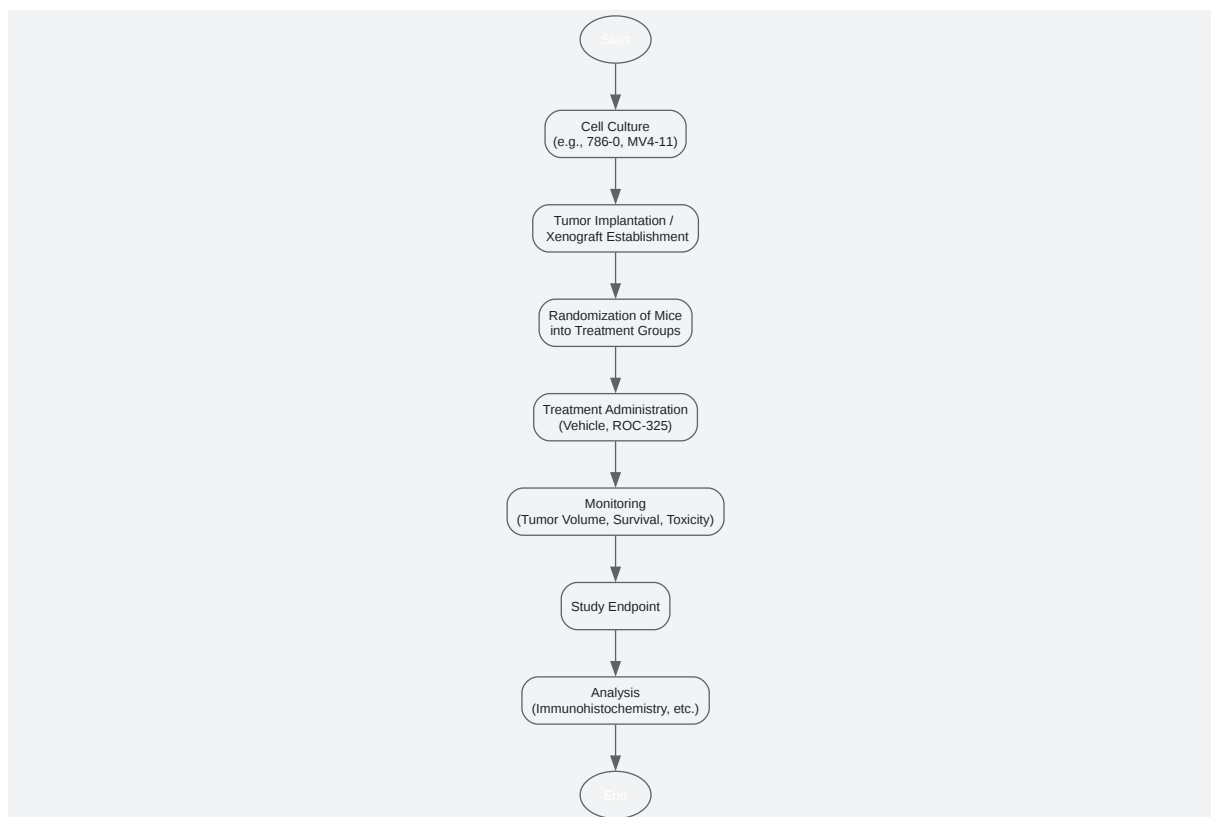 Start
Cell Culture
(e.g., 786-0, MV4-11)
Tumor Implantation /
Xenograft Establishment
Randomization of Mice
into Treatment Groups
Treatment Administration
(Vehicle, ROC-325)
Monitoring
(Tumor Volume, Survival, Toxicity)
Study Endpoint
Analysis
(Immunohistochemistry, etc.)
End